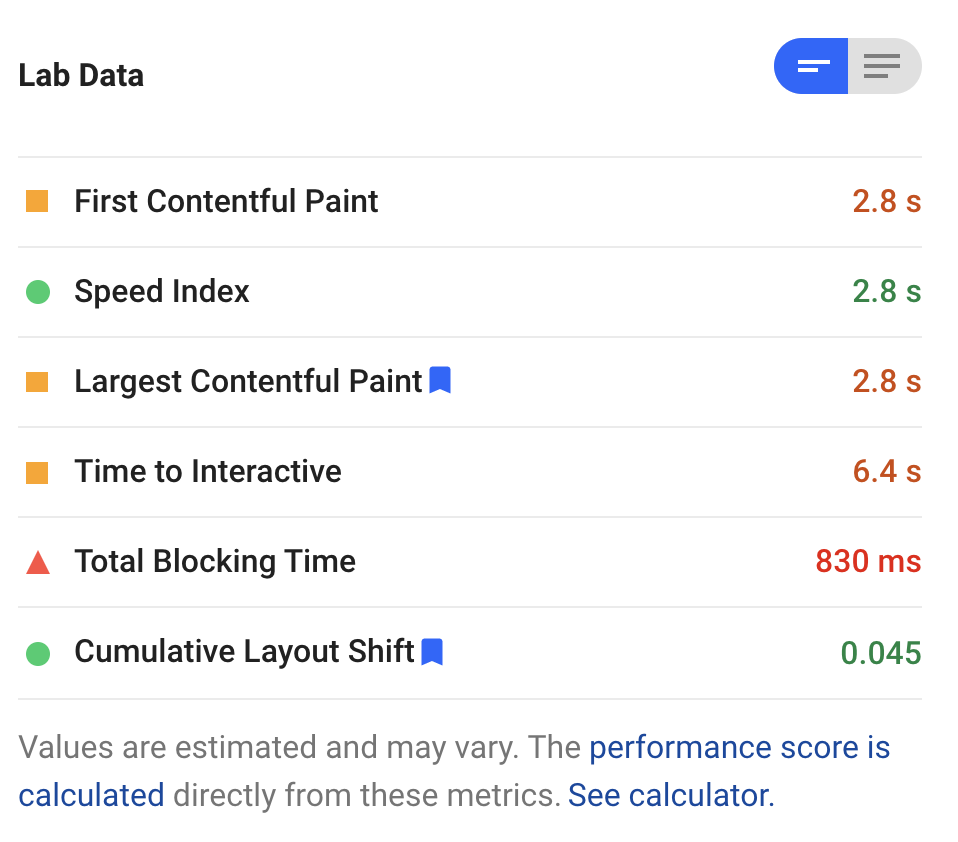 Lab Data
First Contentful Paint 2.8 s
Speed Index 2.8 s
Largest Contentful Paint 2.8 s
Time to Interactive 6.4 s
Total Blocking Time 830 ms
Cumulative Layout Shift 0.045
Values are estimated and may vary. The performance score is
calculated directly from these metrics. See calculator.